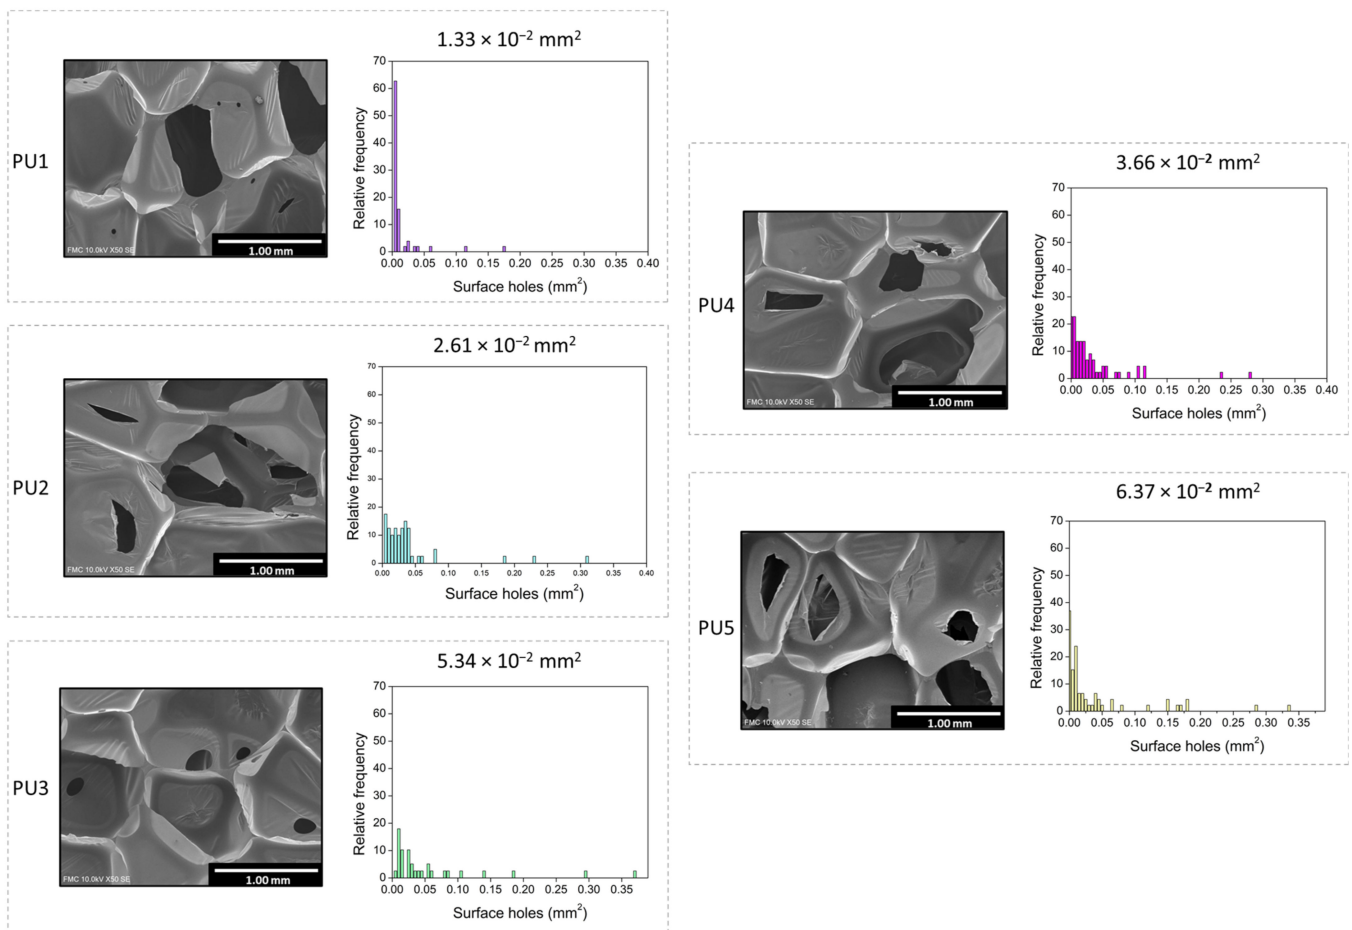 PU1
FMC 10.0kV X50 SE
1.00 mm
1.33 × 10⁻² mm²
Relative frequency
70
60
50
40
30
20
10
0
0.00 0.05 0.10 0.15 0.20 0.25 0.30 0.35 0.40
Surface holes (mm²)
PU2
FMC 10.0kV X50 SE
1.00 mm
2.61 × 10⁻² mm²
Relative frequency
70
60
50
40
30
20
10
0
0.00 0.05 0.10 0.15 0.20 0.25 0.30 0.35 0.40
Surface holes (mm²)
PU3
FMC 10.0kV X50 SE
1.00 mm
5.34 × 10⁻² mm²
Relative frequency
70
60
50
40
30
20
10
0
0.00 0.05 0.10 0.15 0.20 0.25 0.30 0.35
Surface holes (mm²)
PU4
FMC 10.0kV X50 SE
1.00 mm
3.66 × 10⁻² mm²
Relative frequency
70
60
50
40
30
20
10
0
0.00 0.05 0.10 0.15 0.20 0.25 0.30 0.35 0.40
Surface holes (mm²)
PU5
FMC 10.0kV X50 SE
1.00 mm
6.37 × 10⁻² mm²
Relative frequency
70
60
50
40
30
20
10
0
0.00 0.05 0.10 0.15 0.20 0.25 0.30 0.35
Surface holes (mm²)